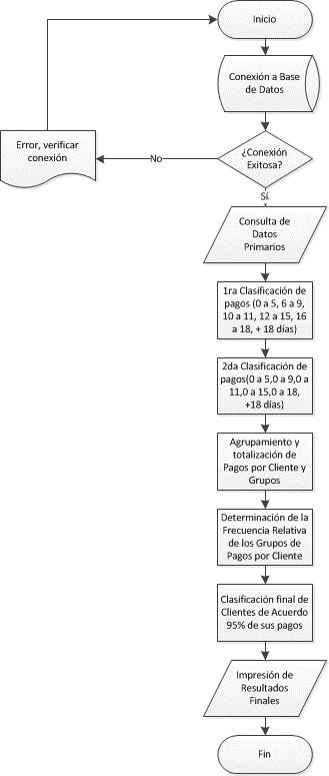 Inicio
Conexión a Base
de Datos
¿Conexión
Exitosa?
No
Error, verificar
conexión
Sí
Consulta de
Datos
Primarios
1ra Clasificación de
pagos (0 a 5, 6 a 9,
10 a 11, 12 a 15, 16
a 18, + 18 días)
2da Clasificación de
pagos(0 a 5,0 a 9,0 a
11,0 a 15,0 a 18,
+18 días)
Agrupamiento y
totalización de
Pagos por Cliente y
Grupos
Determinación de la
Frecuencia Relativa
de los Grupos de
Pagos por Cliente
Clasificación final de
Clientes de Acuerdo
95% de sus pagos
Impresión de
Resultados
Finales
Fin